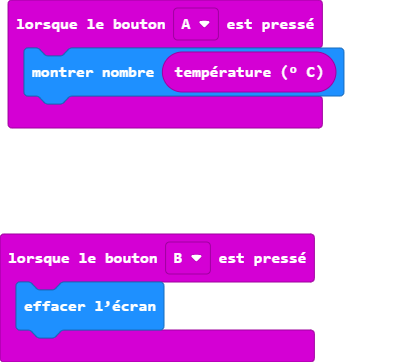 lorsque le bouton A est pressé
montrer nombre température (º C)
lorsque le bouton B est pressé
effacer l'écran